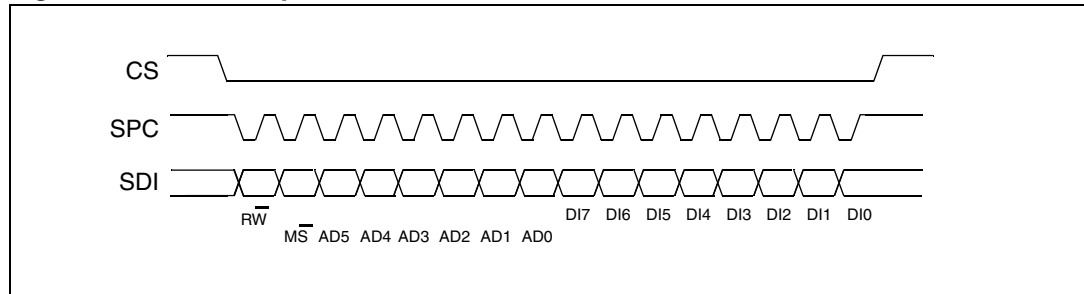 CS
SPC
SDI
RW̅
DI7 DI6 DI5 DI4 DI3 DI2 DI1 DI0
MS̅ AD5 AD4 AD3 AD2 AD1 AD0